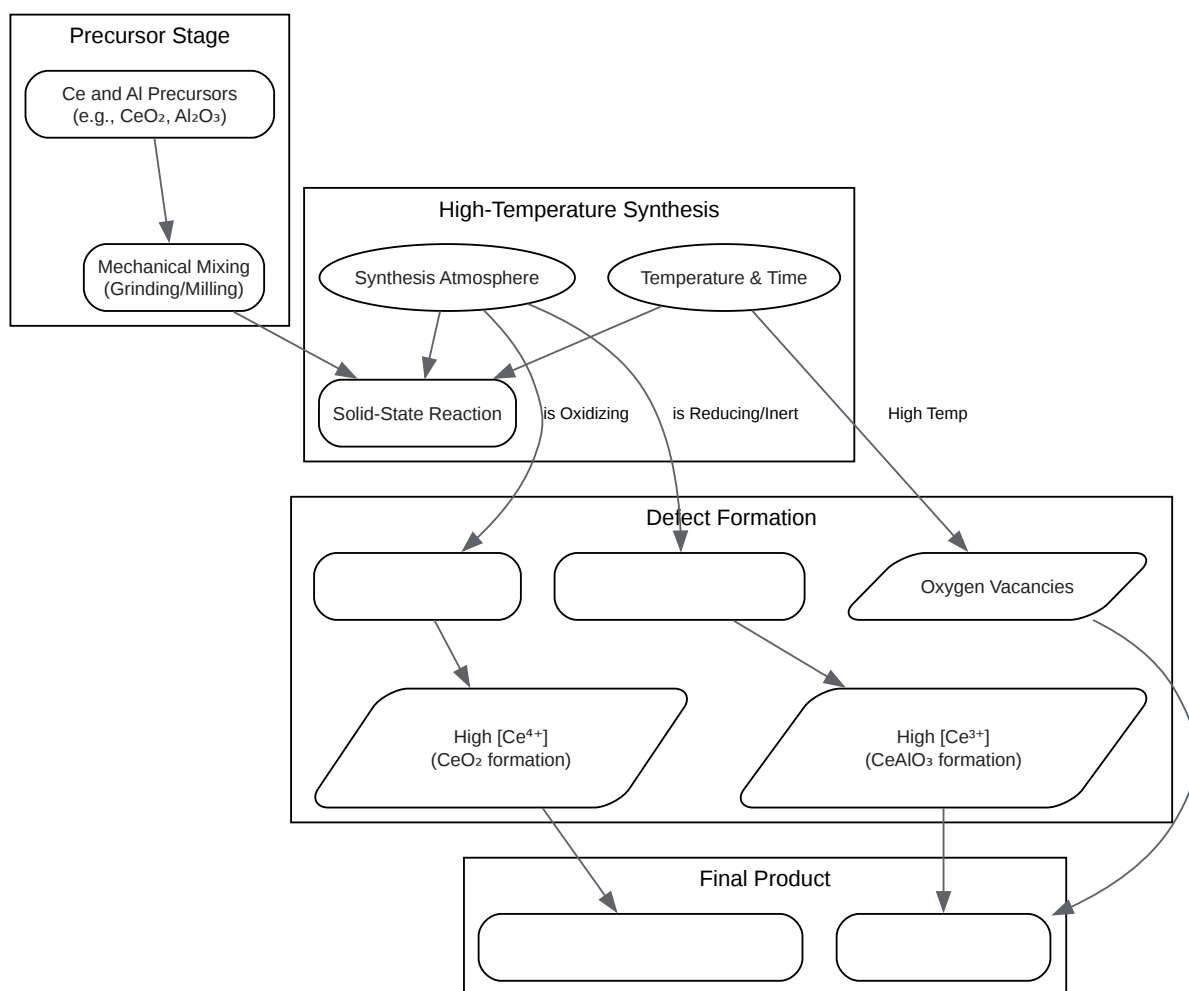 Precursor Stage
Ce and Al Precursors
(e.g., CeO₂, Al₂O₃)
Mechanical Mixing
(Grinding/Milling)
High-Temperature Synthesis
Synthesis Atmosphere
Temperature & Time
Solid-State Reaction
is Oxidizing
is Reducing/Inert
High Temp
Defect Formation
Oxygen Vacancies
High [Ce⁴⁺]
(CeO₂ formation)
High [Ce³⁺]
(CeAlO₃ formation)
Final Product